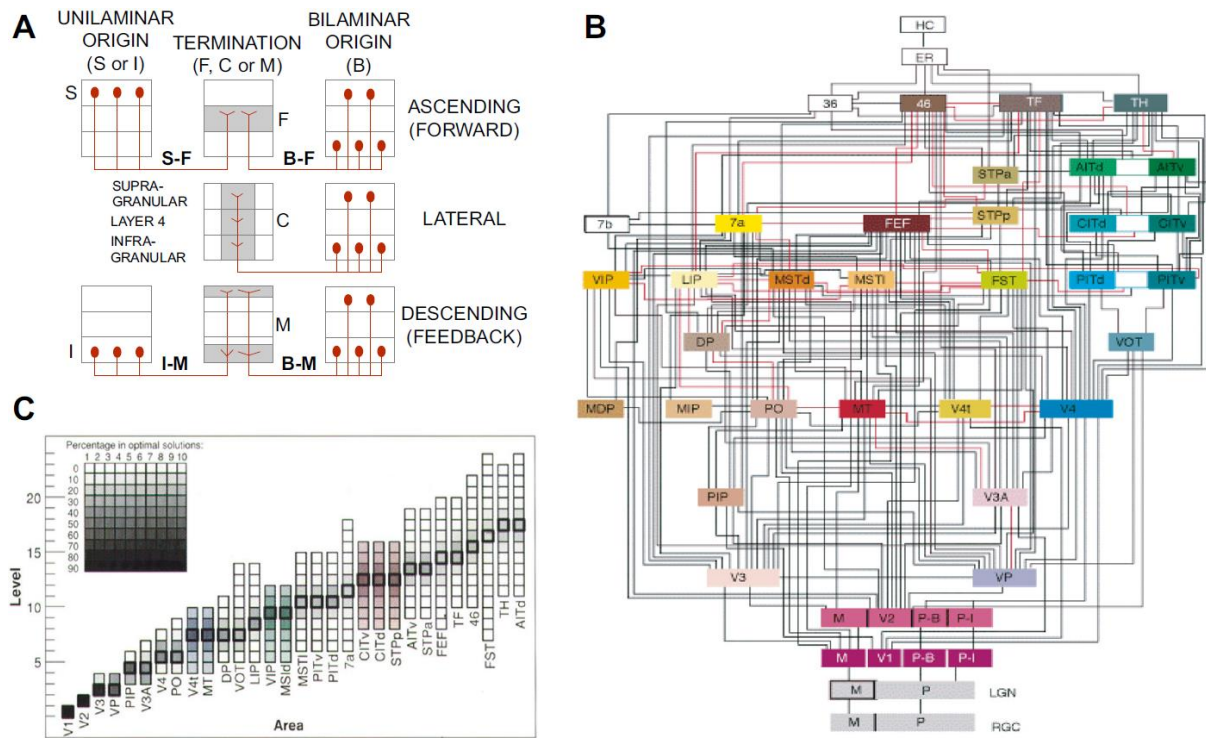 A
UNILAMINAR
ORIGIN
(S or I)
TERMINATION
(F, C or M)
BILAMINAR
ORIGIN
(B)
S
F
S-F
B-F
ASCENDING
(FORWARD)
SUPRA-
GRANULAR
LAYER 4
INFRA-
GRANULAR
C
LATERAL
I
M
I-M
B-M
DESCENDING
(FEEDBACK)
B
HC
ER
36
46
TF
TH
STPa
AITd
AITv
7b
7a
FEF
STPp
CITd
CITv
VIP
LIP
MSTd
MSTl
FST
PITd
PITv
DP
VOT
MDP
MIP
PO
MT
V4t
V4
PIP
V3A
V3
VP
M
V2
P-B
P-I
M
V1
P-B
P-I
M
P
LGN
M
P
RGC
C
Percentage in optimal solutions:
1 2 3 4 5 6 7 8 9 10
0
10
20
30
40
50
60
70
80
90
Level
20
15
10
5
V1
V2
V3
VP
PIP
V3A
V4
PO
V4t
MT
DP
VOT
LIP
VIP
MSTd
MSTl
PITv
PITd
7a
CITv
CITd
STPp
AITv
STPa
FEF
TF
46
FST
TH
AITd
Area